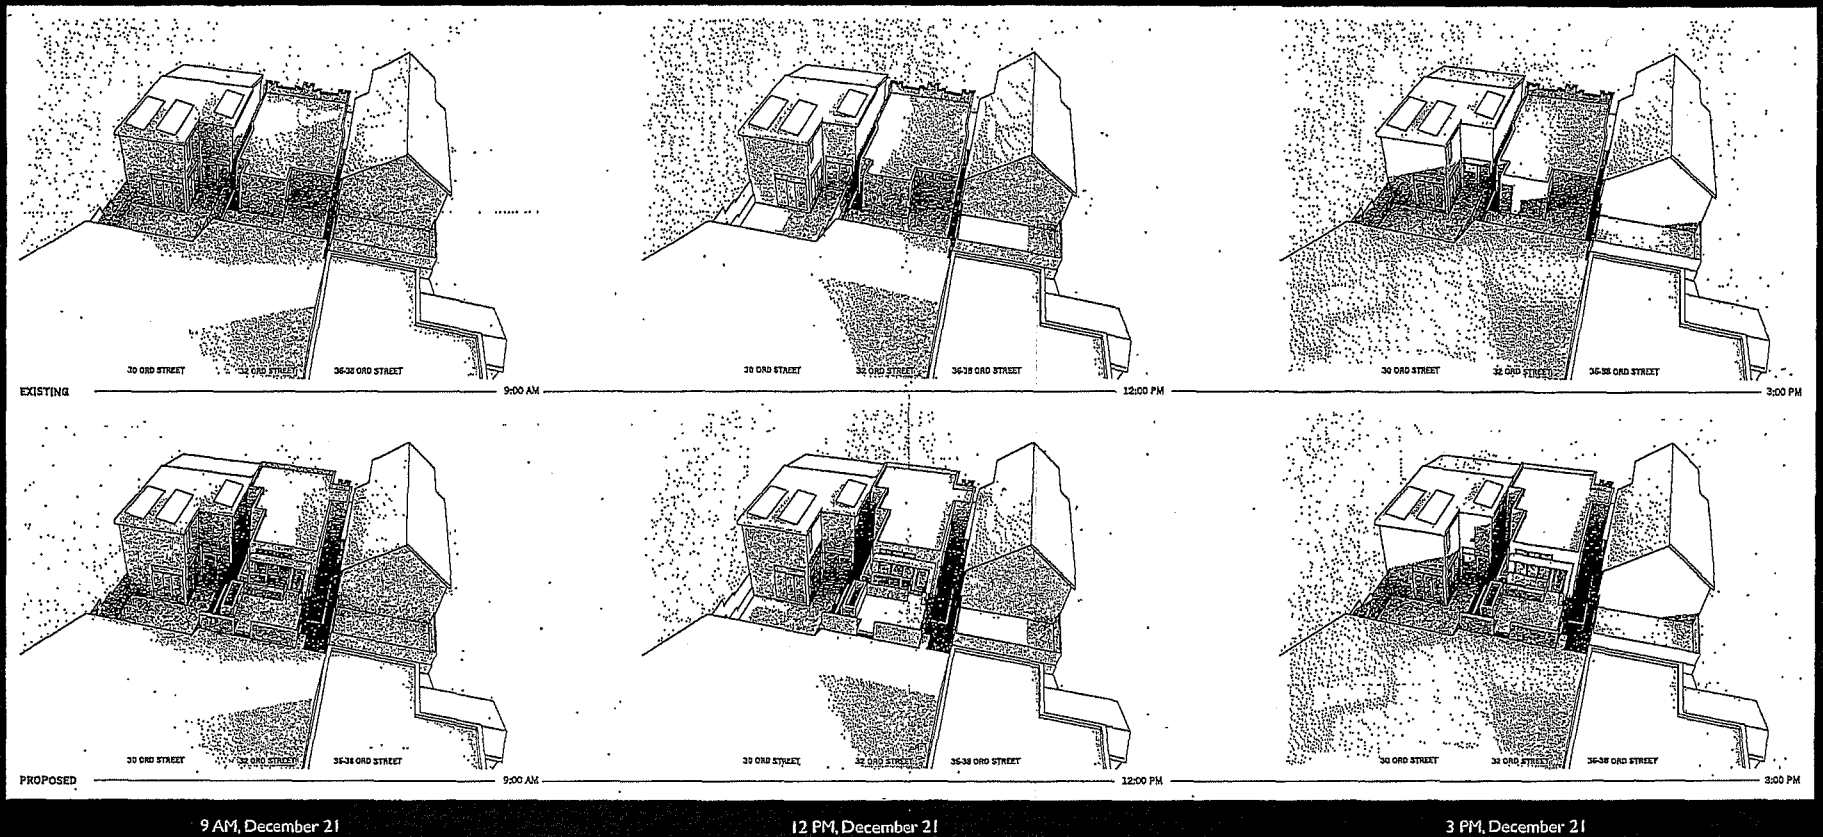 30 ORD STREET 32 ORD STREET 36-38 ORD STREET 30 ORD STREET 32 ORD STREET 36-38 ORD STREET 30 ORD STREET 32 ORD STREET 36-38 ORD STREET
EXISTING 9:00 AM 12:00 PM 3:00 PM
30 ORD STREET 32 ORD STREET 36-38 ORD STREET 30 ORD STREET 32 ORD STREET 36-38 ORD STREET 30 ORD STREET 32 ORD STREET 36-38 ORD STREET
PROPOSED 9:00 AM 12:00 PM 3:00 PM
9 AM, December 21 12 PM, December 21 3 PM, December 21